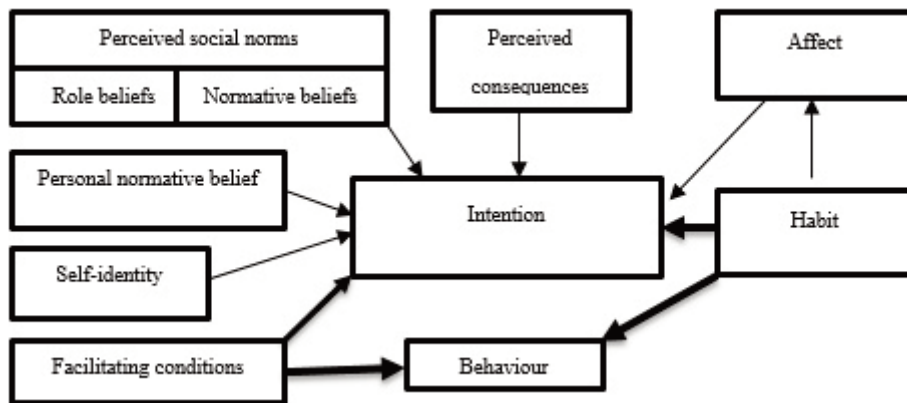 Perceived social norms
Role beliefs
Normative beliefs
Perceived
consequences
Affect
Personal normative belief
Intention
Habit
Self-identity
Facilitating conditions
Behaviour